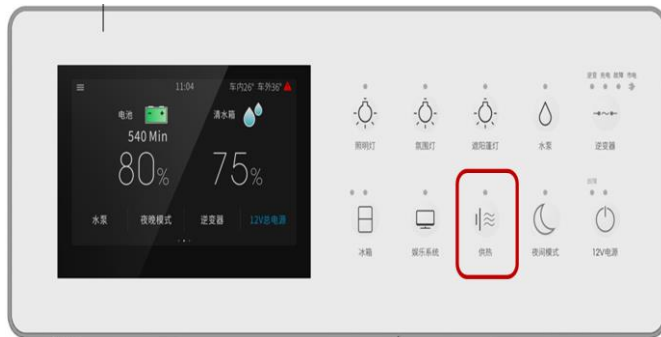 11:04 车内26° 车外36°
电池 清水箱
540 Min
80% 75%
水泵 夜晚模式 逆变器 12V总电源
逆变 充电 故障 市电
照明灯 氛围灯 遮阳蓬灯 水泵 逆变器
故障
冰箱 娱乐系统 供热 夜间模式 12V电源